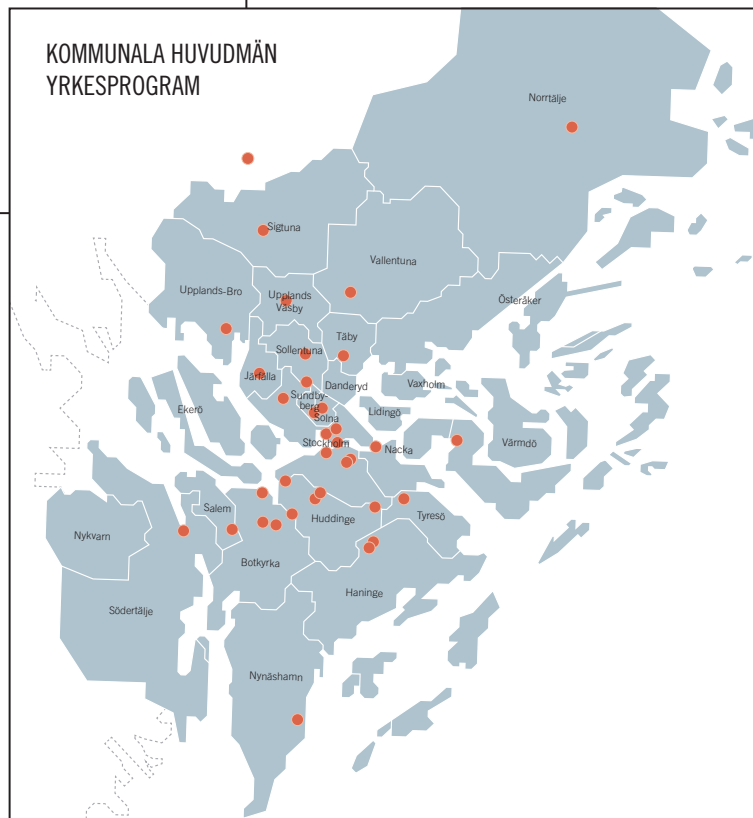 KOMMUNALA HUVUDMÄN
YRKESPROGRAM
Norrtälje
Sigtuna
Vallentuna
Upplands-Bro
Upplands
Väsby
Österåker
Täby
Sollentuna
Järfälla
Danderyd
Vaxholm
Sundby-
berg
Ekerö
Lidingö
Solna
Stockholm
Nacka
Värmdö
Salem
Huddinge
Tyresö
Nykvarn
Botkyrka
Haninge
Södertälje
Nynäshamn